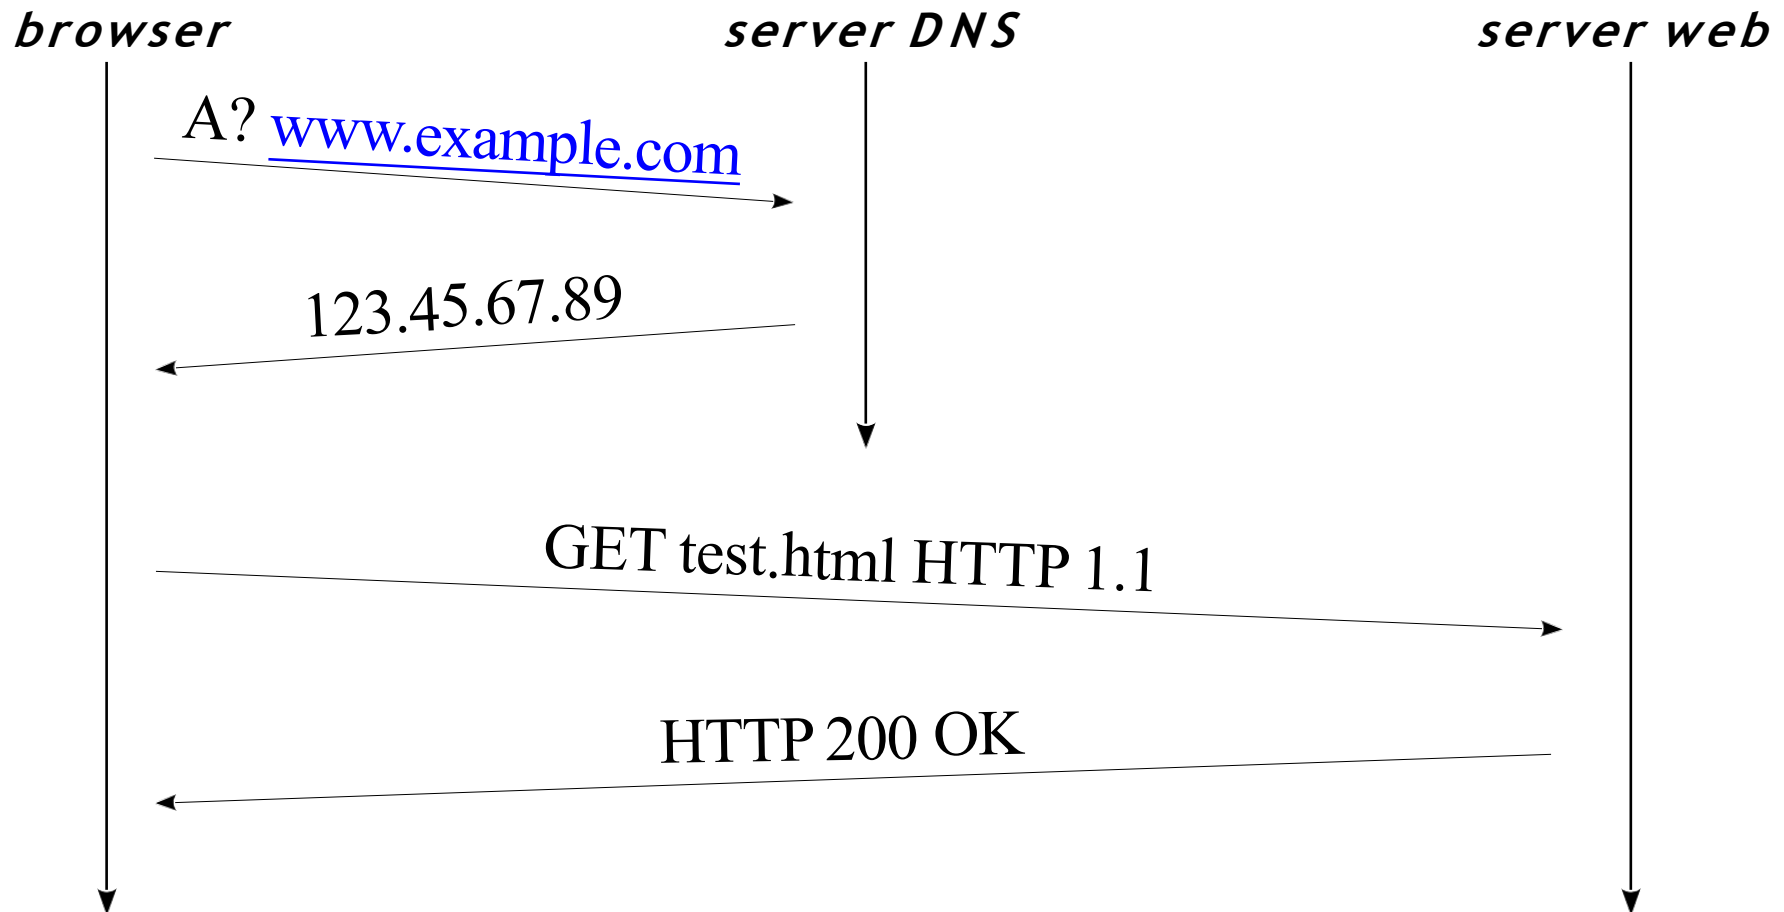 browser server DNS server web
A? www.example.com
123.45.67.89
GET test.html HTTP 1.1
HTTP 200 OK